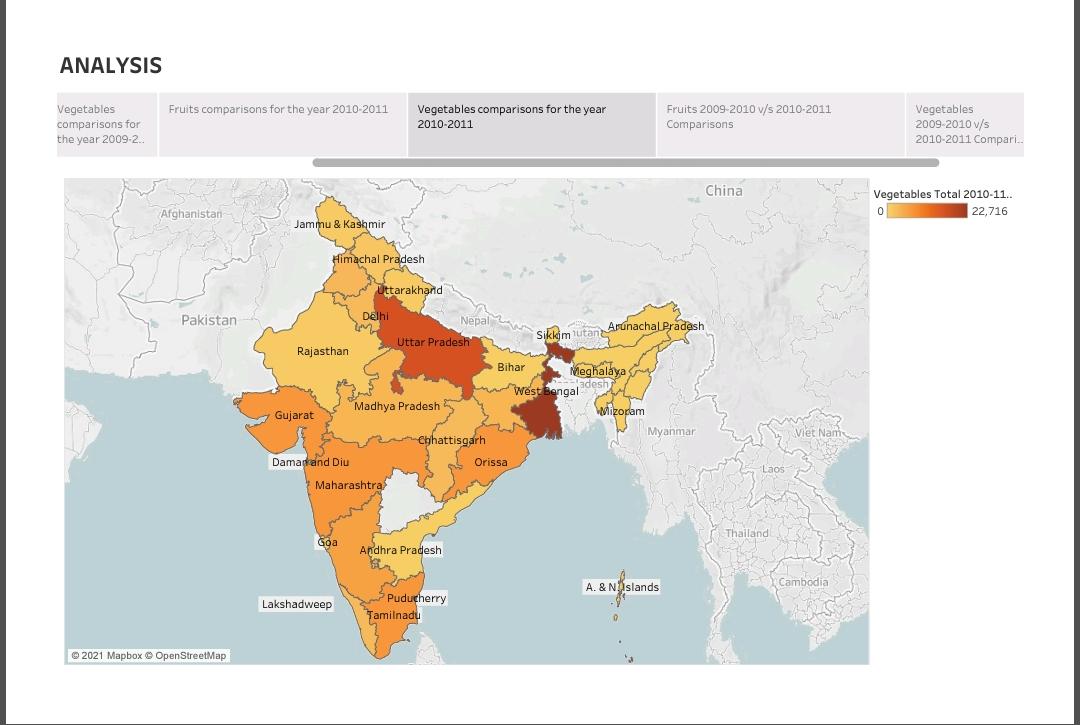 ANALYSIS
Vegetables
comparisons for
the year 2009-2..
Fruits comparisons for the year 2010-2011
Vegetables comparisons for the year
2010-2011
Fruits 2009-2010 v/s 2010-2011
Comparisons
Vegetables
2009-2010 v/s
2010-2011 Compari..
Vegetables Total 2010-11..
0
22,716
China
Afghanistan
Jammu & Kashmir
Himachal Pradesh
Uttarakhand
Pakistan
Delhi
Nepal
Sikkim
Arunachal Pradesh
Uttar Pradesh
Rajasthan
Bihar
Meghalaya
West Bengal
Madhya Pradesh
Gujarat
Mizoram
Myanmar
Viet Nam
Chhattisgarh
Daman and Diu
Orissa
Laos
Maharashtra
Thailand
Goa
Andhra Pradesh
Cambodia
A. & N. Islands
Puducherry
Lakshadweep
Tamilnadu
© 2021 Mapbox © OpenStreetMap